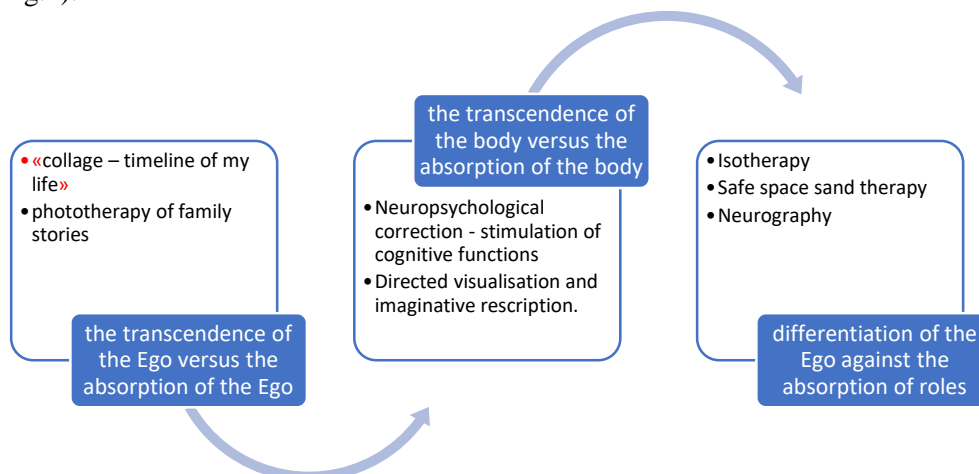 • «collage – timeline of my
life»
• photototherapy of family
stories
the transcendence of
the Ego versus the
absorption of the Ego
the transcendence of
the body versus the
absorption of the body
• Neuropsychological
correction - stimulation of
cognitive functions
• Directed visualisation and
imaginative rescription.
• Isotherapy
• Safe space sand therapy
• Neurography
differentiation of the
Ego against the
absorption of roles